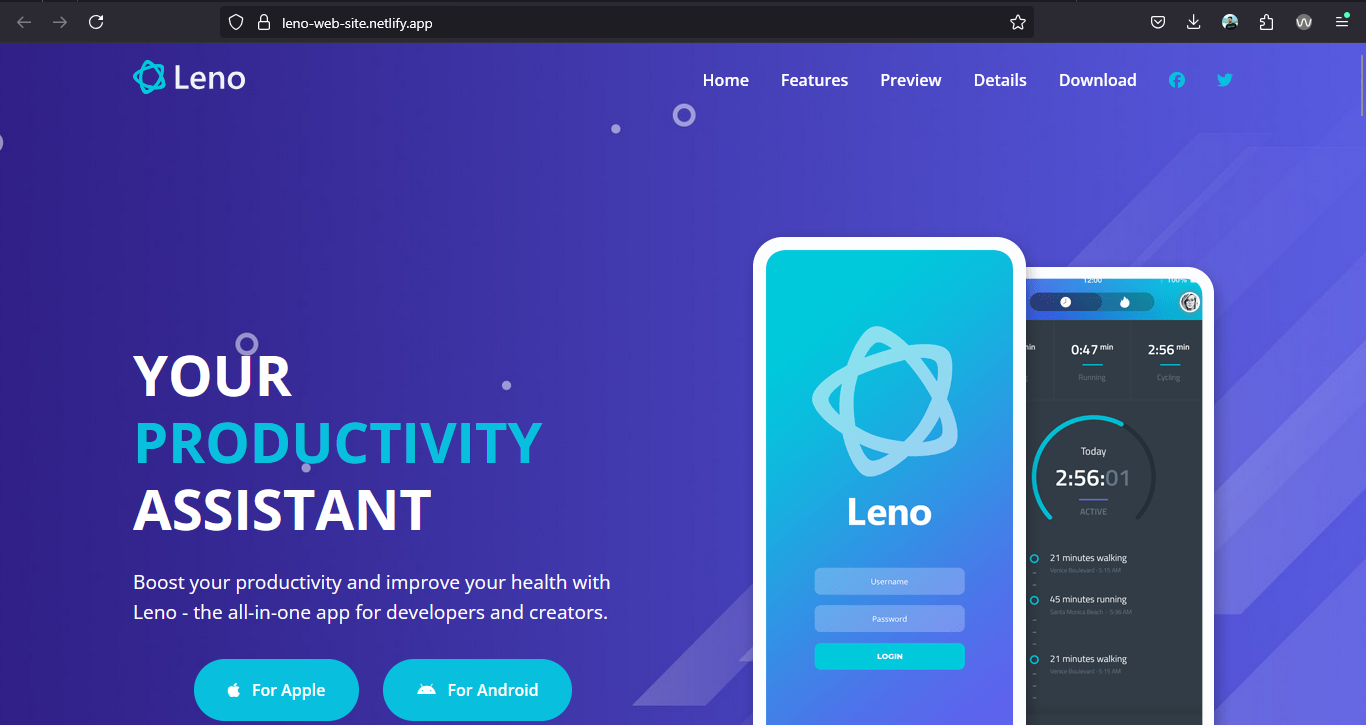 leno-web-site.netlify.app
Leno
Home Features Preview Details Download
YOUR
PRODUCTIVITY
ASSISTANT
Boost your productivity and improve your health with
Leno - the all-in-one app for developers and creators.
For Apple For Android
Leno
Username
Password
LOGIN
12:00 100%
min 0:47 min 2:56 min
Running Cycling
Today
2:56:01
ACTIVE
21 minutes walking
Venice Boulevard - 5.15 AM
45 minutes running
Santa Monica Beach - 5.36 AM
21 minutes walking
Venice Boulevard - 5.15 AM